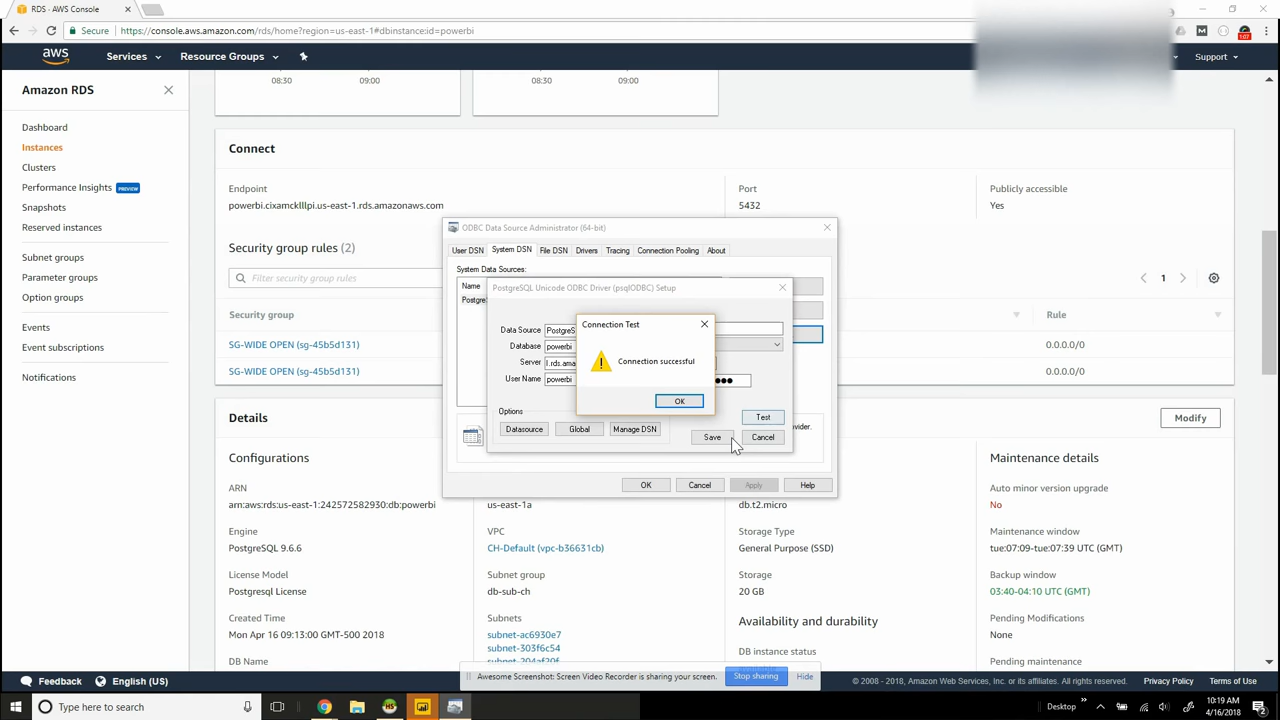 RDS · AWS Console
Secure
https://console.aws.amazon.com/rds/home?region=us-east-1#dbinstance:id=powerbi
aws
Services
Resource Groups
Support
Amazon RDS
Dashboard
Instances
Clusters
Performance Insights PREVIEW
Snapshots
Reserved instances
Subnet groups
Parameter groups
Option groups
Events
Event subscriptions
Notifications
08:30 09:00 08:30 09:00
Connect
Endpoint
powerbi.cixamcklllpi.us-east-1.rds.amazonaws.com
Port
5432
Publicly accessible
Yes
Security group rules (2)
Filter security group rules
1
Security group
Rule
SG-WIDE OPEN (sg-45b5d131)
0.0.0.0/0
SG-WIDE OPEN (sg-45b5d131)
0.0.0.0/0
ODBC Data Source Administrator (64-bit)
User DSN System DSN File DSN Drivers Tracing Connection Pooling About
System Data Sources:
Name
PostgreS
PostgreSQL Unicode ODBC Driver (psqlODBC) Setup
Data Source PostgreS
Database powerbi
Server l.rds.ama
User Name powerbi
Options
Datasource Global Manage DSN
Test
Save Cancel
Connection Test
Connection successful
OK
OK Cancel Apply Help
Details
Modify
Configurations
ARN
arn:aws:rds:us-east-1:242572582930:db:powerbi
Engine
PostgreSQL 9.6.6
License Model
Postgresql License
Created Time
Mon Apr 16 09:13:00 GMT-500 2018
DB Name
us-east-1a
VPC
CH-Default (vpc-b36631cb)
Subnet group
db-sub-ch
Subnets
subnet-ac6930e7
subnet-303f6c54
subnet-204af20f
db.t2.micro
Storage Type
General Purpose (SSD)
Storage
20 GB
Availability and durability
DB instance status
Maintenance details
Auto minor version upgrade
No
Maintenance window
tue:07:09-tue:07:39 UTC (GMT)
Backup window
03:40-04:10 UTC (GMT)
Pending Modifications
None
Awesome Screenshot: Screen Video Recorder is sharing your screen.
Stop sharing
Hide
Feedback
English (US)
© 2008 - 2018, Amazon Web Services, Inc. or its affiliates. All rights reserved.
Privacy Policy
Terms of Use
Type here to search
Desktop
10:19 AM
4/16/2018
2